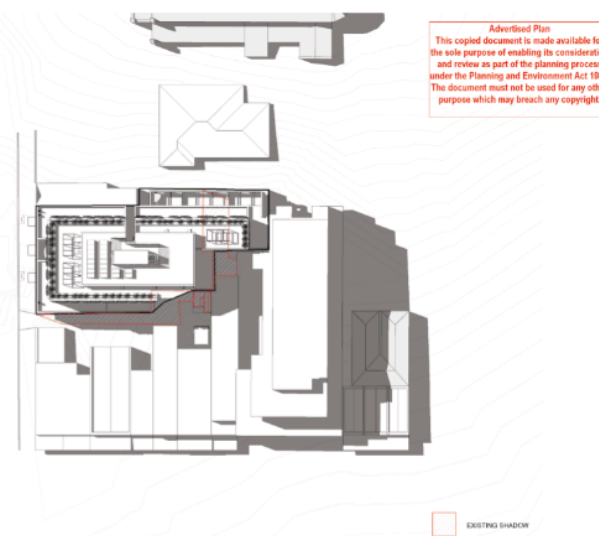 Advertised Plan
This copied document is made available fo
the sole purpose of enabling its consideratio
and review as part of the planning process
under the Planning and Environment Act 19
The document must not be used for any oth
purpose which may breach any copyright
EXISTING SHADOW